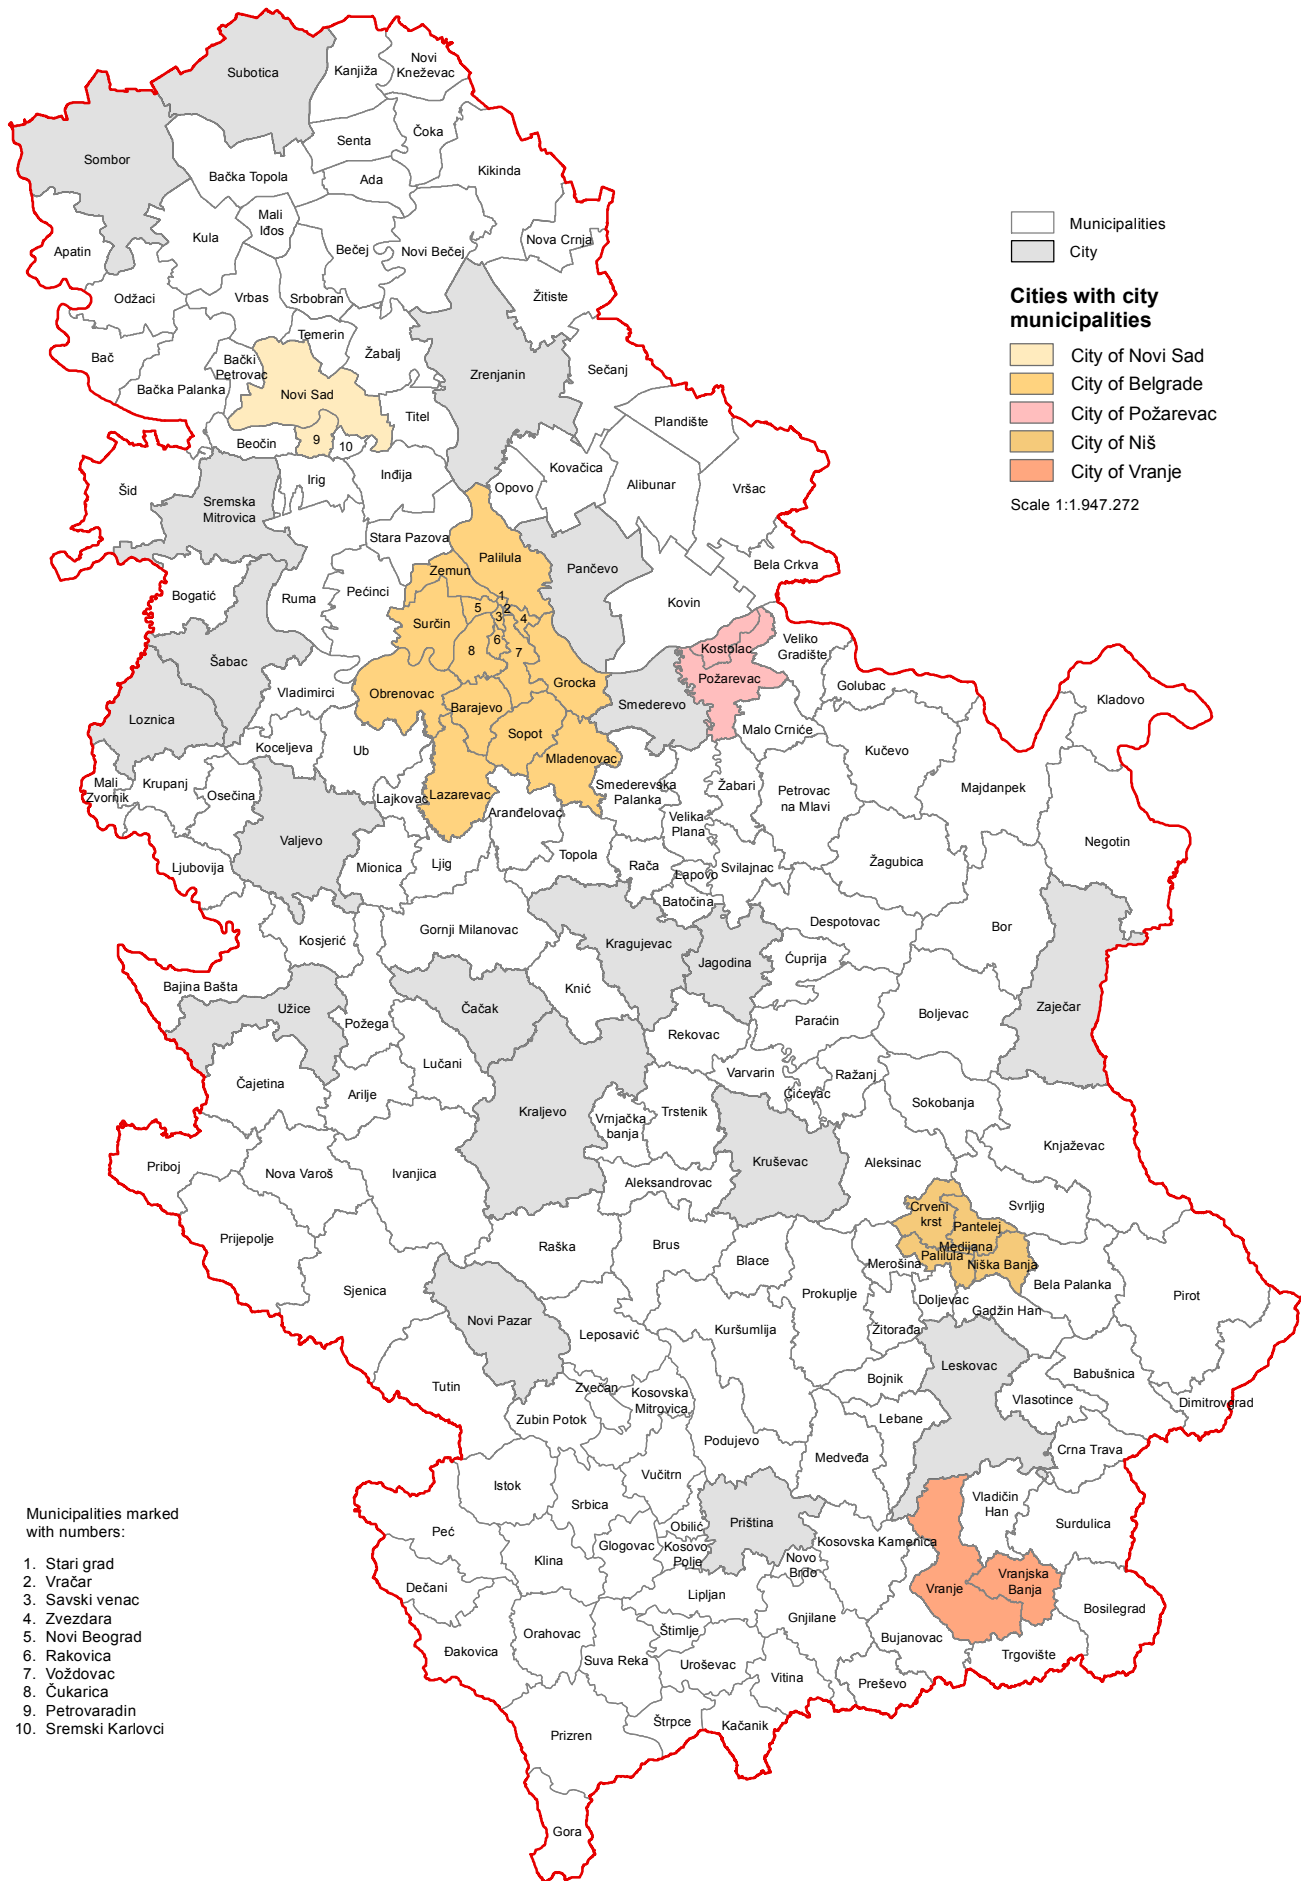 Subotica
Kanjiža
Novi
Kneževac
Sombor
Senta
Čoka
Bačka Topola
Ada
Kikinda
Apatin
Kula
Mali
Iđos
Bečej
Novi Bečej
Nova Crnja
Odžaci
Vrbas
Srbobran
Žitiste
Temerin
Žabalj
Bač
Bački
Petrovac
Bačka Palanka
Novi Sad
Zrenjanin
Sečanj
Titel
Plandište
Beočin
9
10
Šid
Sremska
Mitrovica
Irig
Inđija
Opovo
Kovačica
Alibunar
Vršac
Stara Pazova
Palilula
Zemun
Pančevo
Bela Crkva
Bogatić
Ruma
Pećinci
Surčin
1
2
3
4
5
6
7
8
Kovin
Kostolac
Požarevac
Veliko
Gradište
Golubac
Kladovo
Šabac
Vladimirci
Obrenovac
Grocka
Smederevo
Loznica
Barajevo
Sopot
Malo Crniće
Kučevo
Koceljeva
Ub
Mladenovac
Mali
Zvornik
Krupanj
Osečina
Lajkovac
Lazarevac
Smederevska
Palanka
Žabari
Petrovac
na Mlavi
Majdanpek
Aranđelovac
Velika
Plana
Negotin
Valjevo
Ljubovija
Mionica
Ljig
Topola
Rača
Lapovo
Svilajnac
Žagubica
Batočina
Kosjerić
Gornji Milanovac
Kragujevac
Despotovac
Bor
Jagodina
Ćuprija
Bajina Bašta
Užice
Čačak
Knić
Zaječar
Požega
Rekovac
Paraćin
Boljevac
Čajetina
Arilje
Lučani
Varvarin
Ćićevac
Ražanj
Kraljevo
Vrnjačka
banja
Trstenik
Sokobanja
Priboj
Nova Varoš
Ivanjica
Kruševac
Aleksinac
Knjaževac
Aleksandrovac
Prijepolje
Crveni
krst
Pantelej
Medijana
Palilula
Niška Banja
Svrljig
Raška
Brus
Blace
Merošina
Bela Palanka
Sjenica
Prokuplje
Doljevac
Gadžin Han
Pirot
Novi Pazar
Leposavić
Kuršumlija
Žitorađa
Leskovac
Babušnica
Tutin
Zvečan
Kosovska
Mitrovica
Bojnik
Vlasotince
Dimitrovgrad
Zubin Potok
Lebane
Podujevo
Medveđa
Crna Trava
Istok
Vučitrn
Srbica
Vladičin
Han
Surdulica
Peć
Obilić
Priština
Kosovo
Polje
Kosovska Kamenica
Klina
Glogovac
Novo
Brdo
Dečani
Lipljan
Vranje
Vranjska
Banja
Bosilegrad
Orahovac
Štimlje
Gnjilane
Bujanovac
Đakovica
Suva Reka
Uroševac
Vitina
Preševo
Trgovište
Prizren
Štrpce
Kačanik
Gora
Municipalities
City
Cities with city
municipalities
City of Novi Sad
City of Belgrade
City of Požarevac
City of Niš
City of Vranje
Scale 1:1.947.272
Municipalities marked
with numbers:
1. Stari grad
2. Vračar
3. Savski venac
4. Zvezdara
5. Novi Beograd
6. Rakovica
7. Voždovac
8. Čukarica
9. Petrovaradin
10. Sremski Karlovci